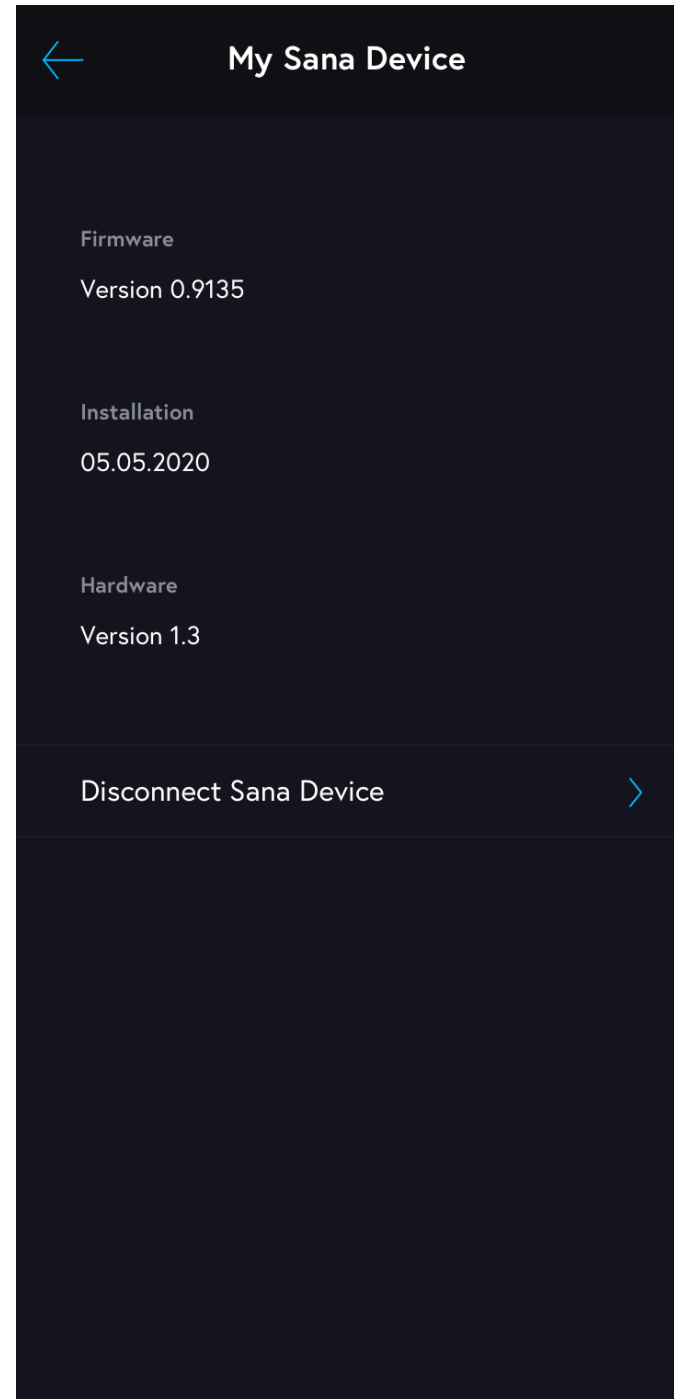 My Sana Device
Firmware
Version 0.9135
Installation
05.05.2020
Hardware
Version 1.3
Disconnect Sana Device